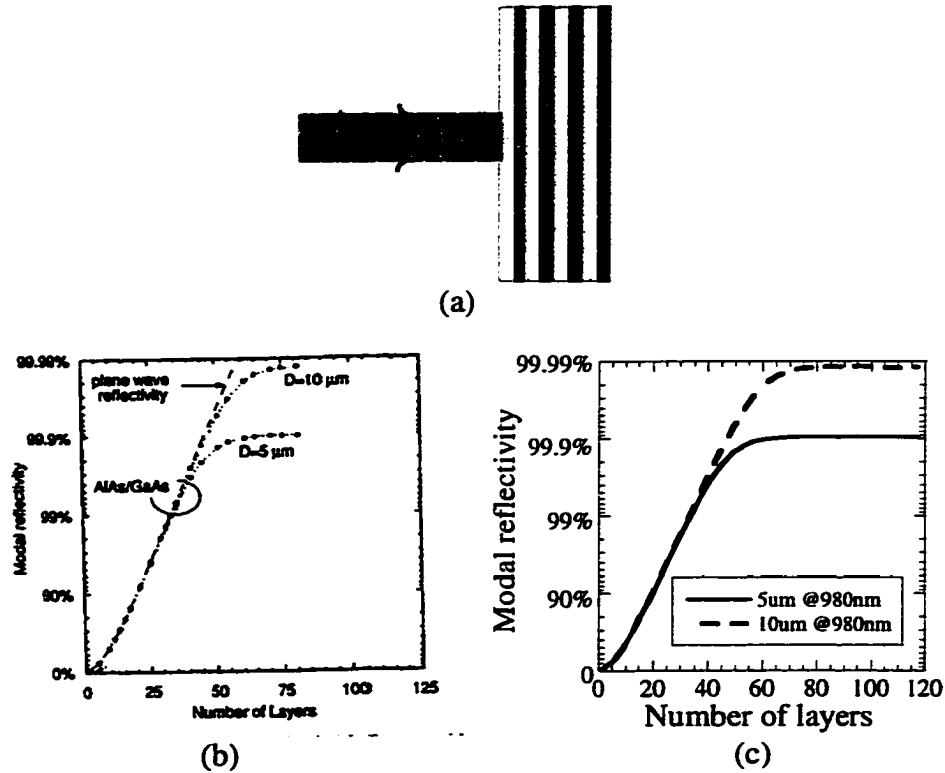 (a)
99.99%
99.9%
99%
90%
0%
Modal reflectivity
plane wave
reflectivity
D=10 μm
D=5 μm
AlAs/GaAs
0 25 50 75 100 125
Number of Layers
(b)
99.99%
99.9%
99%
90%
0
Modal reflectivity
5um @980nm
10um @980nm
0 20 40 60 80 100 120
Number of layers
(c)